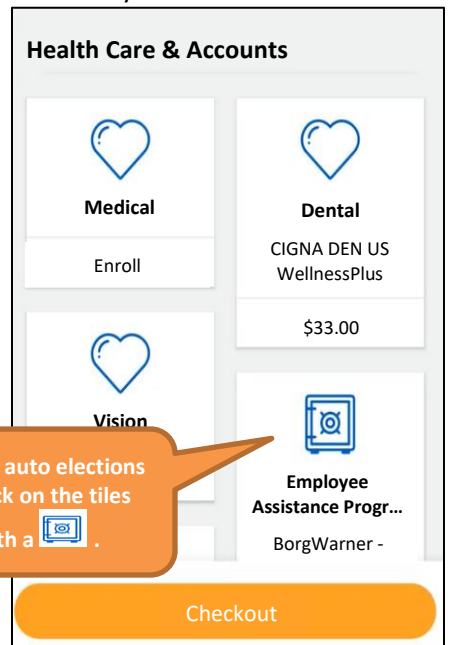 Health Care & Accounts
Medical
Enroll
Dental
CIGNA DEN US
WellnessPlus
$33.00
Vision
auto elections
ck on the tiles
th a .
Employee
Assistance Progr...
BorgWarner -
Checkout